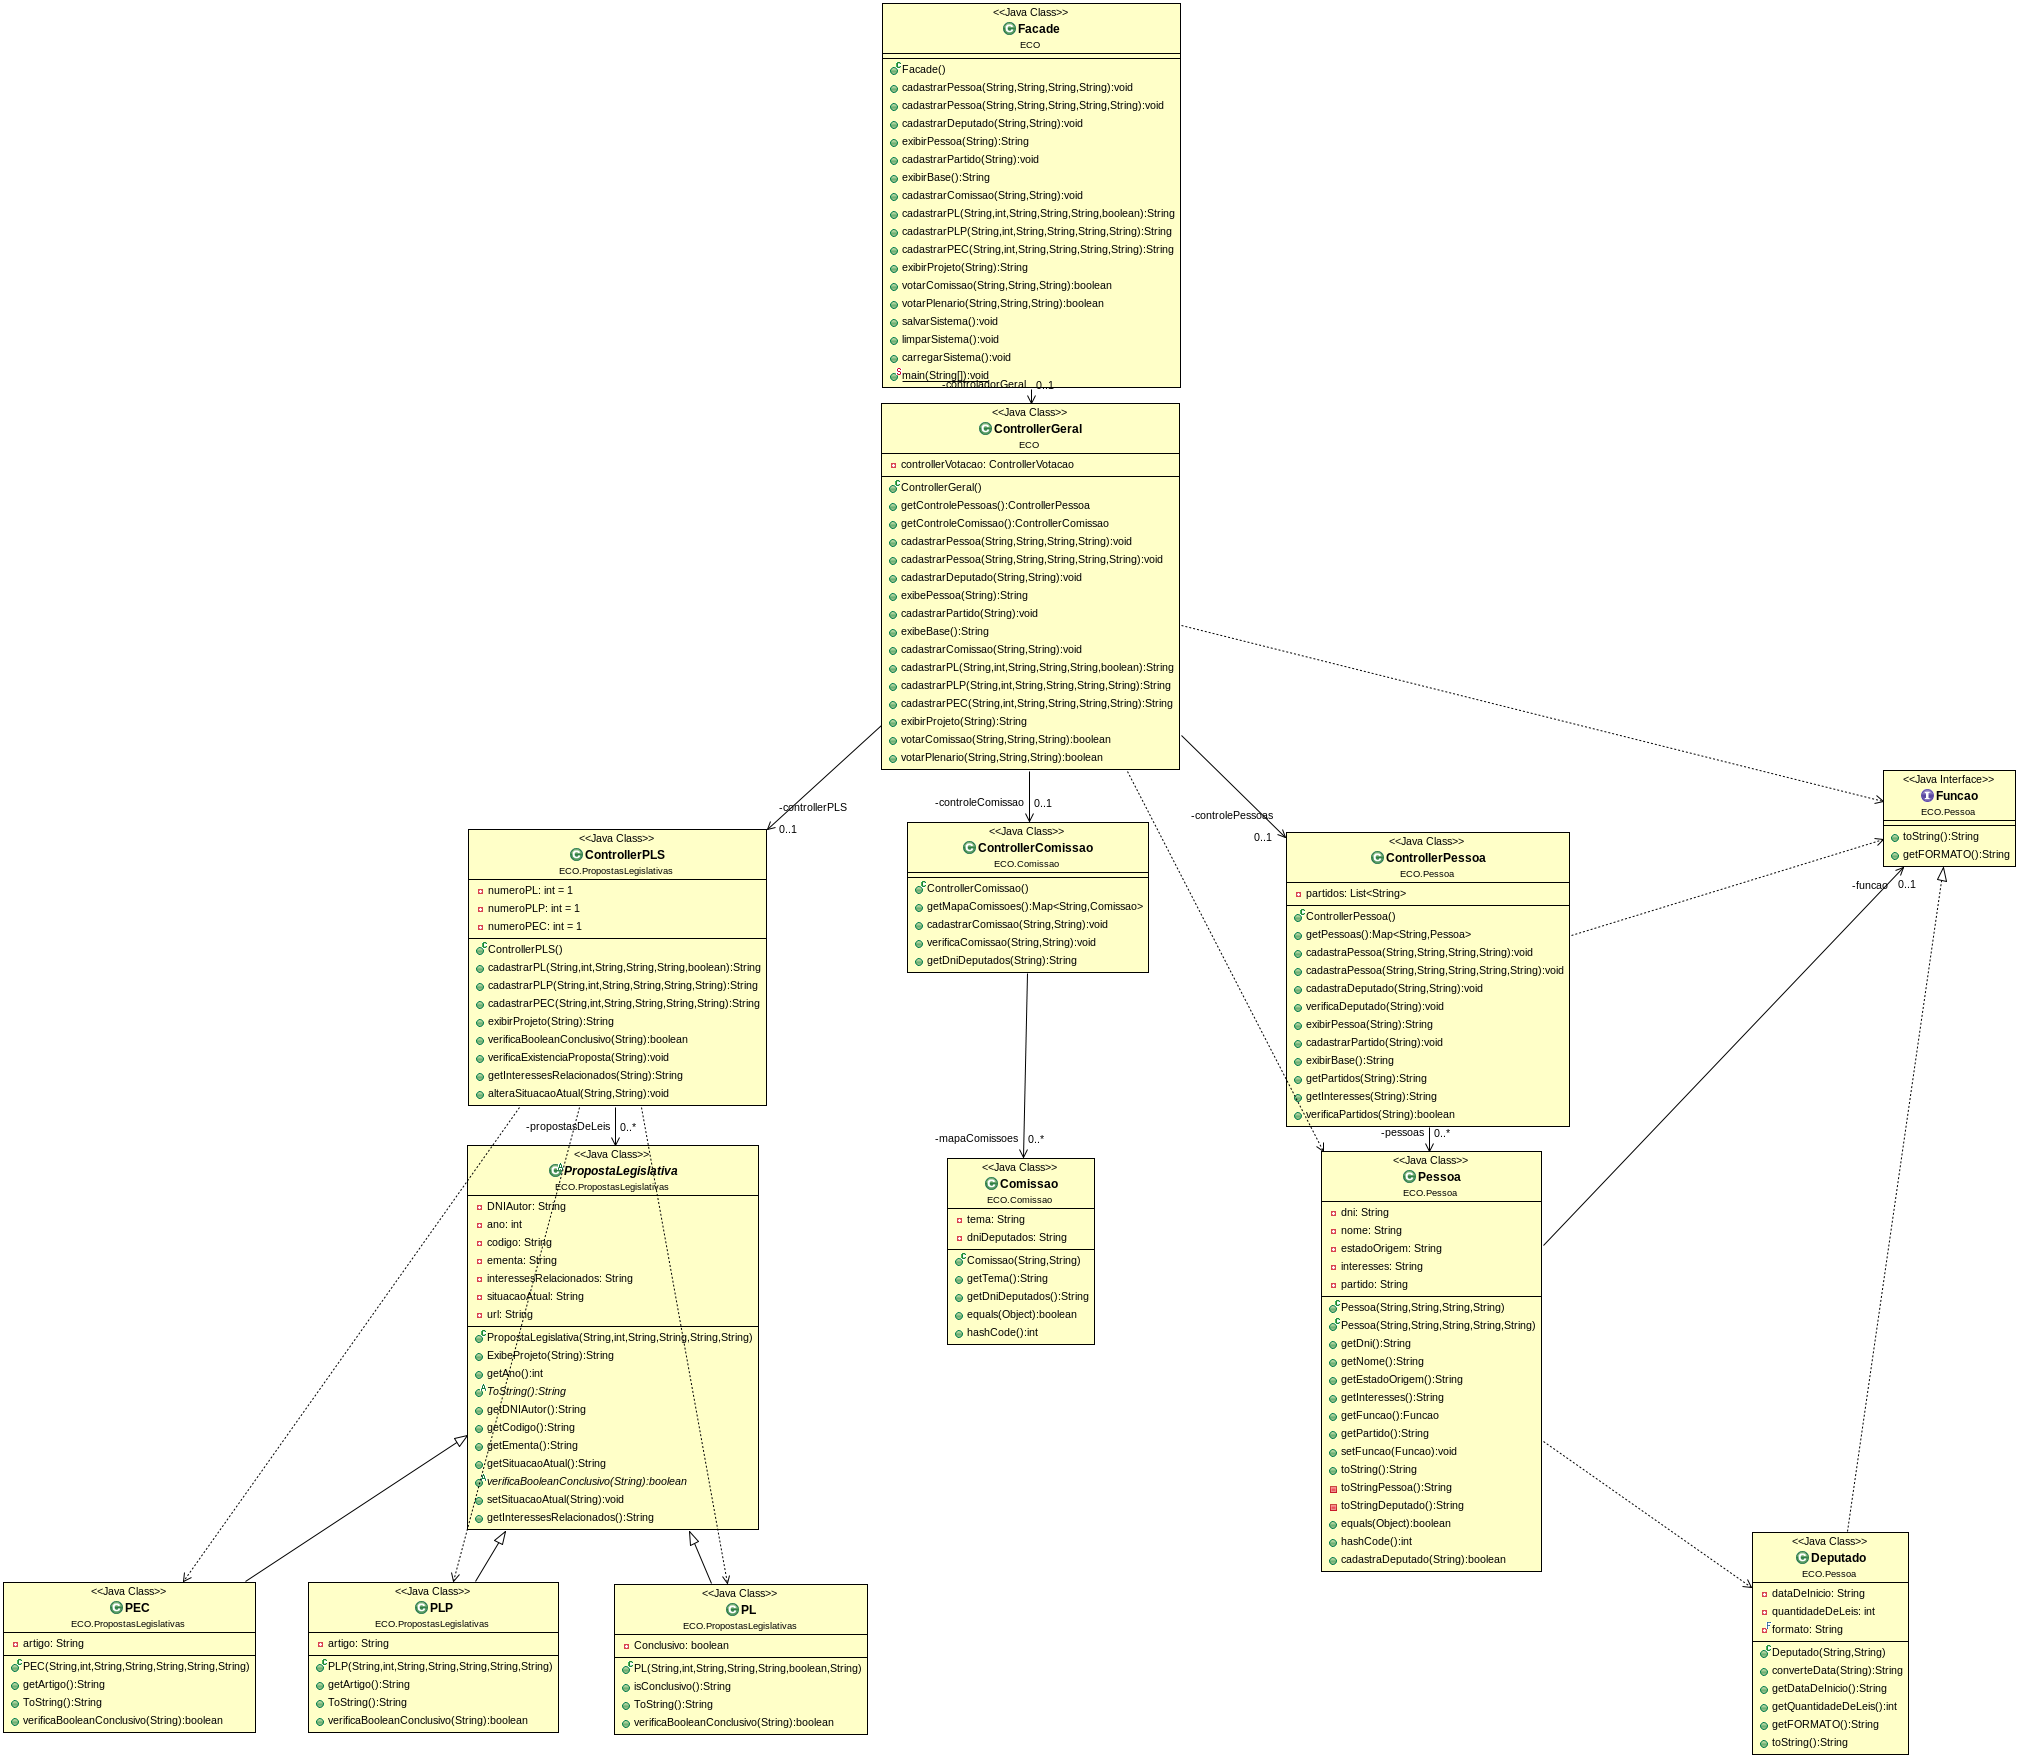 <<Java Class>>
Facade
ECO
Facade()
cadastrarPessoa(String,String,String,String):void
cadastrarPessoa(String,String,String,String,String):void
cadastrarDeputado(String,String):void
exibirPessoa(String):String
cadastrarPartido(String):void
exibirBase():String
cadastrarComissao(String,String):void
cadastrarPL(String,int,String,String,String,boolean):String
cadastrarPLP(String,int,String,String,String,String):String
cadastrarPEC(String,int,String,String,String,String):String
exibirProjeto(String):String
votarComissao(String,String,String):boolean
votarPlenario(String,String,String):boolean
salvarSistema():void
limparSistema():void
carregarSistema():void
main(String[]):void
-controladorGeral 0..1
<<Java Class>>
ControllerGeral
ECO
controllerVotacao: ControllerVotacao
ControllerGeral()
getControlePessoas():ControllerPessoa
getControleComissao():ControllerComissao
cadastrarPessoa(String,String,String,String):void
cadastrarPessoa(String,String,String,String,String):void
cadastrarDeputado(String,String):void
exibePessoa(String):String
cadastrarPartido(String):void
exibeBase():String
cadastrarComissao(String,String):void
cadastrarPL(String,int,String,String,String,boolean):String
cadastrarPLP(String,int,String,String,String,String):String
cadastrarPEC(String,int,String,String,String,String):String
exibirProjeto(String):String
votarComissao(String,String,String):boolean
votarPlenario(String,String,String):boolean
-controllerPLS
0..1
-controleComissao 0..1
-controlePessoas
0..1
<<Java Interface>>
Funcao
ECO.Pessoa
toString():String
getFORMATO():String
-funcao 0..1
<<Java Class>>
ControllerPLS
ECO.PropostasLegislativas
numeroPL: int = 1
numeroPLP: int = 1
numeroPEC: int = 1
ControllerPLS()
cadastrarPL(String,int,String,String,String,boolean):String
cadastrarPLP(String,int,String,String,String,String):String
cadastrarPEC(String,int,String,String,String,String):String
exibirProjeto(String):String
verificaBooleanConclusivo(String):boolean
verificaExistenciaProposta(String):void
getInteressesRelacionados(String):String
alteraSituacaoAtual(String,String):void
-propostasDeLeis 0..*
<<Java Class>>
ControllerComissao
ECO.Comissao
ControllerComissao()
getMapaComissoes():Map<String,Comissao>
cadastrarComissao(String,String):void
verificaComissao(String,String):void
getDniDeputados(String):String
-mapaComissoes 0..*
<<Java Class>>
ControllerPessoa
ECO.Pessoa
partidos: List<String>
ControllerPessoa()
getPessoas():Map<String,Pessoa>
cadastraPessoa(String,String,String,String):void
cadastraPessoa(String,String,String,String,String):void
cadastraDeputado(String,String):void
verificaDeputado(String):void
exibirPessoa(String):String
cadastrarPartido(String):void
exibirBase():String
getPartidos(String):String
getInteresses(String):String
verificaPartidos(String):boolean
-pessoas 0..*
<<Java Class>>
PropostaLegislativa
ECO.PropostasLegislativas
DNIAutor: String
ano: int
codigo: String
ementa: String
interessesRelacionados: String
situacaoAtual: String
url: String
PropostaLegislativa(String,int,String,String,String,String)
ExibeProjeto(String):String
getAno():int
ToString():String
getDNIAutor():String
getCodigo():String
getEmenta():String
getSituacaoAtual():String
verificaBooleanConclusivo(String):boolean
setSituacaoAtual(String):void
getInteressesRelacionados():String
<<Java Class>>
Comissao
ECO.Comissao
tema: String
dniDeputados: String
Comissao(String,String)
getTema():String
getDniDeputados():String
equals(Object):boolean
hashCode():int
<<Java Class>>
Pessoa
ECO.Pessoa
dni: String
nome: String
estadoOrigem: String
interesses: String
partido: String
Pessoa(String,String,String,String)
Pessoa(String,String,String,String,String)
getDni():String
getNome():String
getEstadoOrigem():String
getInteresses():String
getFuncao():Funcao
getPartido():String
setFuncao(Funcao):void
toString():String
toStringPessoa():String
toStringDeputado():String
equals(Object):boolean
hashCode():int
cadastraDeputado(String):boolean
<<Java Class>>
PEC
ECO.PropostasLegislativas
artigo: String
PEC(String,int,String,String,String,String,String)
getArtigo():String
ToString():String
verificaBooleanConclusivo(String):boolean
<<Java Class>>
PLP
ECO.PropostasLegislativas
artigo: String
PLP(String,int,String,String,String,String,String)
getArtigo():String
ToString():String
verificaBooleanConclusivo(String):boolean
<<Java Class>>
PL
ECO.PropostasLegislativas
Conclusivo: boolean
PL(String,int,String,String,String,boolean,String)
isConclusivo():String
ToString():String
verificaBooleanConclusivo(String):boolean
<<Java Class>>
Deputado
ECO.Pessoa
dataDeInicio: String
quantidadeDeLeis: int
formato: String
Deputado(String,String)
converteData(String):String
getDataDeInicio():String
getQuantidadeDeLeis():int
getFORMATO():String
toString():String